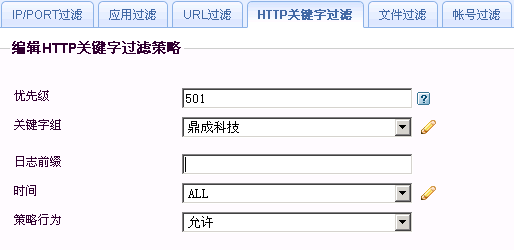 IP/PORT过滤 应用过滤 URL过滤 HTTP关键字过滤 文件过滤 帐号过滤
编辑HTTP关键字过滤策略
优先级 501 ?
关键字组 鼎成科技
日志前缀
时间 ALL
策略行为 允许